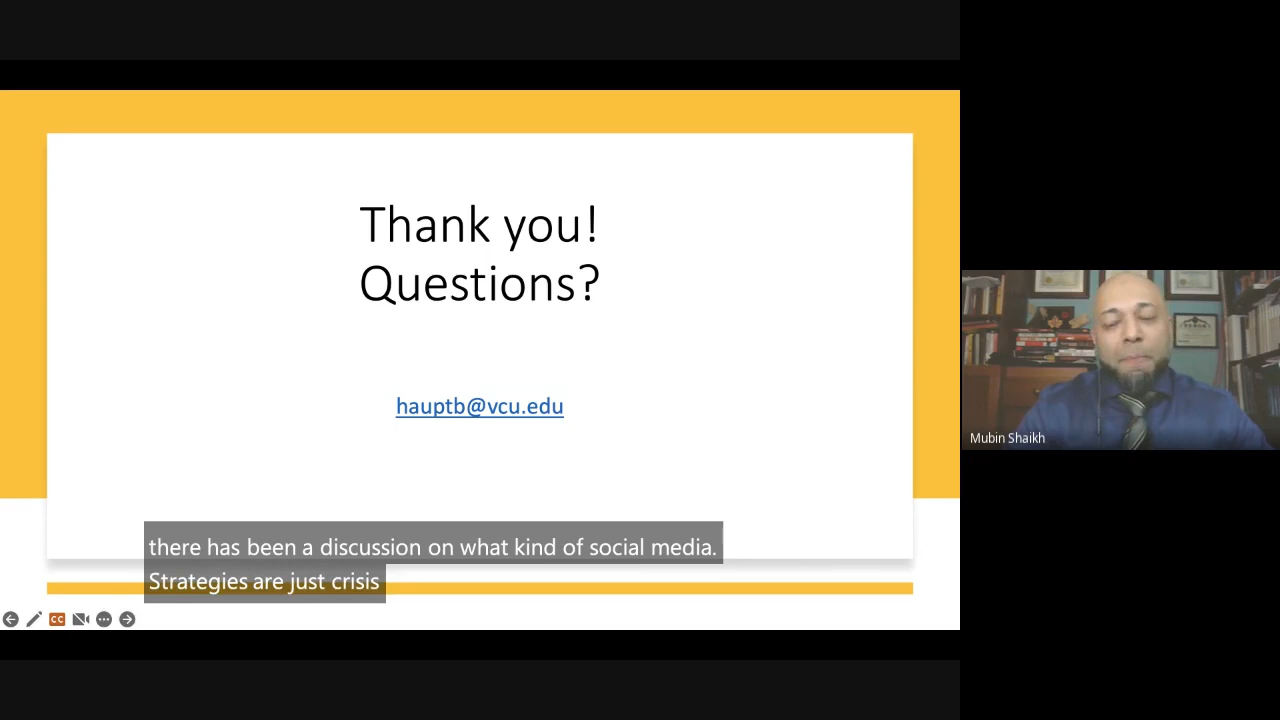 Thank you!
Questions?
hauptb@vcu.edu
there has been a discussion on what kind of social media.
Strategies are just crisis
CC
Mubin Shaikh